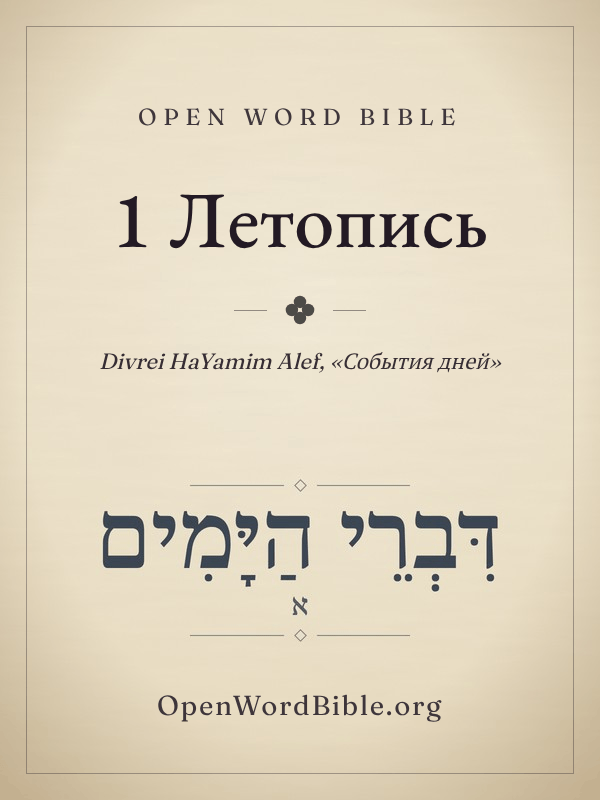 OPEN WORD BIBLE
1 Летопись
Divrei HaYamim Alef, «События дней»
דִּבְרֵי הַיָּמִים
א
OpenWordBible.org